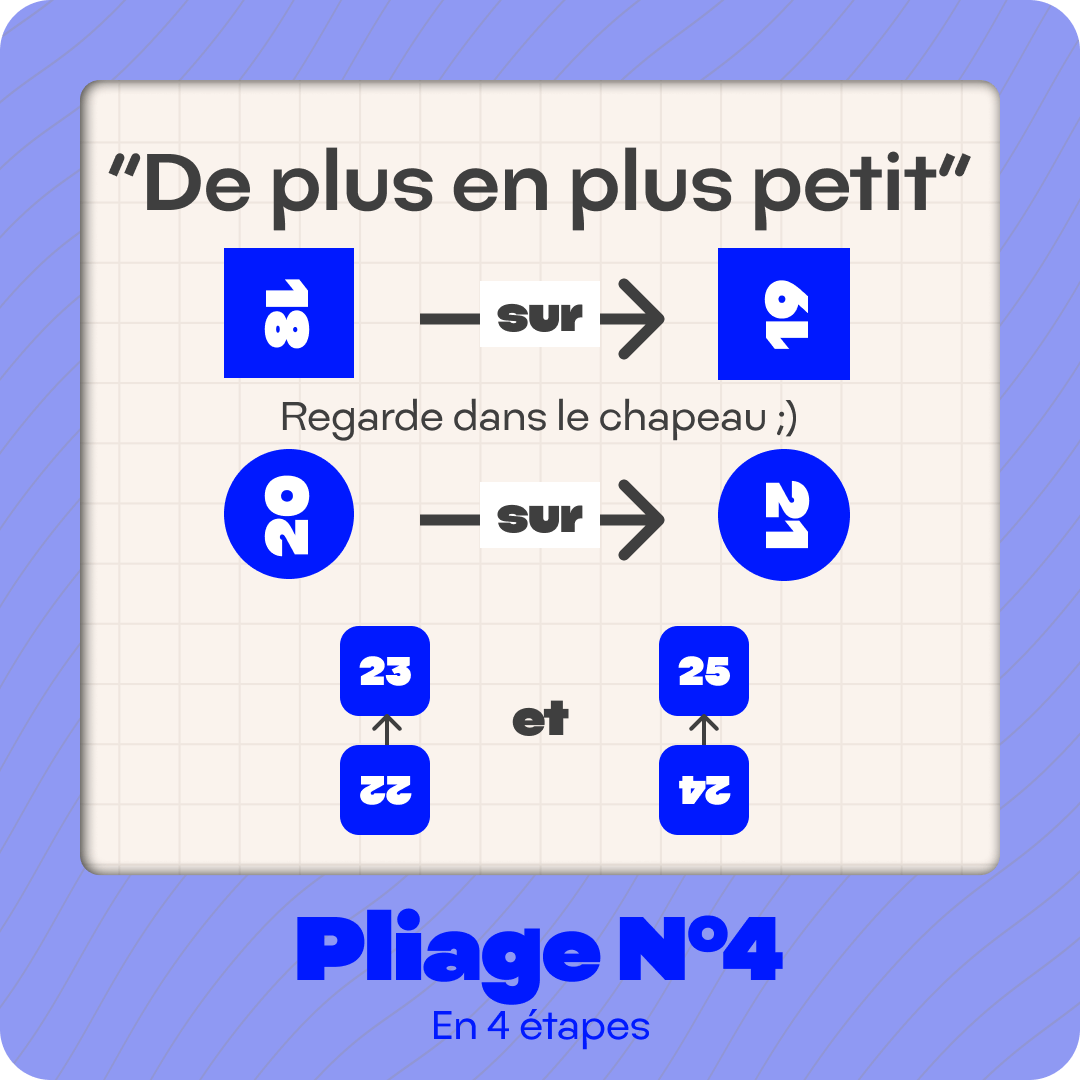 “De plus en plus petit”
18 sur 19
Regarde dans le chapeau ;)
20 sur 21
23 25
et
22 24
Pliage N°4
En 4 étapes